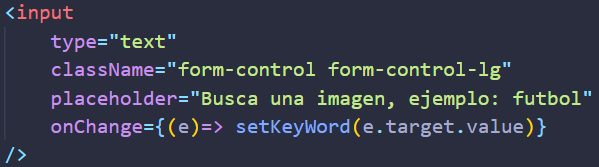 <input
type="text"
className="form-control form-control-lg"
placeholder="Busca una imagen, ejemplo: futbol"
onChange={(e)=> setKeyWord(e.target.value)}
/>